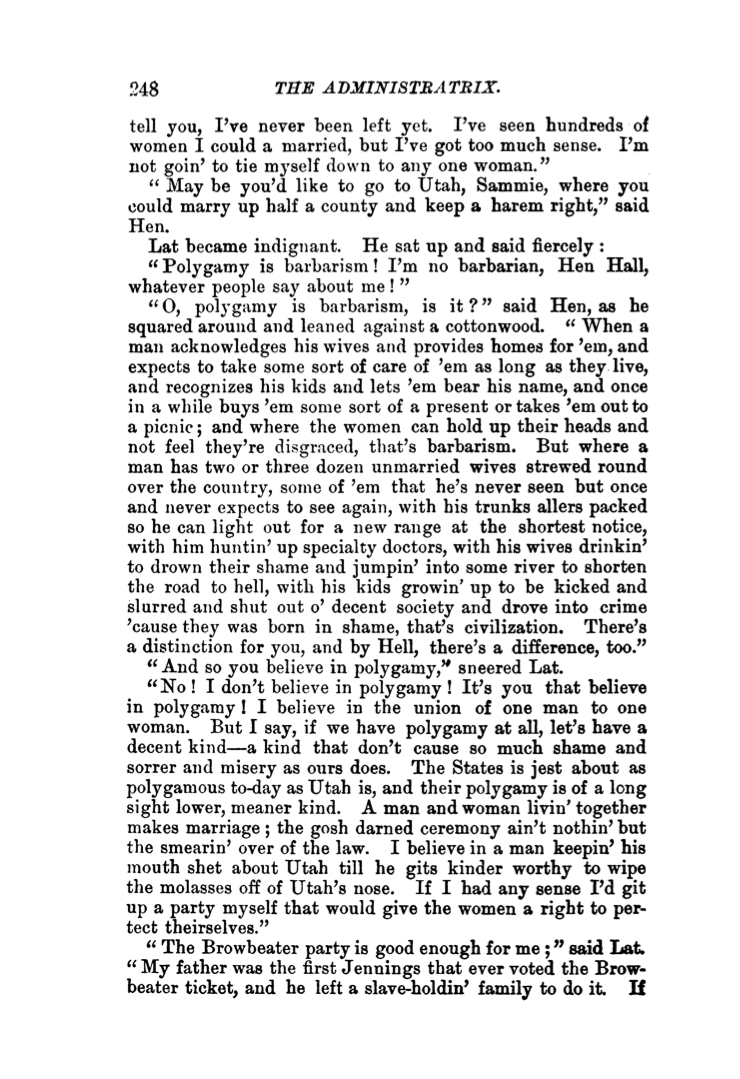 248 THE ADMINISTRATRIX.
tell you, I've never been left yet. I've seen hundreds of
women I could a married, but I've got too much sense. I'm
not goin' to tie myself down to any one woman."
"May be you'd like to go to Utah, Sammie, where you
could marry up half a county and keep a harem right," said
Hen.
Lat became indignant. He sat up and said fiercely:
"Polygamy is barbarism! I'm no barbarian, Hen Hall,
whatever people say about me!"
"O, polygamy is barbarism, is it?" said Hen, as he
squared around and leaned against a cottonwood. "When a
man acknowledges his wives and provides homes for 'em, and
expects to take some sort of care of 'em as long as they live,
and recognizes his kids and lets 'em bear his name, and once
in a while buys 'em some sort of a present or takes 'em out to
a picnic; and where the women can hold up their heads and
not feel they're disgraced, that's barbarism. But where a
man has two or three dozen unmarried wives strewed round
over the country, some of 'em that he's never seen but once
and never expects to see again, with his trunks allers packed
so he can light out for a new range at the shortest notice,
with him huntin' up specialty doctors, with his wives drinkin'
to drown their shame and jumpin' into some river to shorten
the road to hell, with his kids growin' up to be kicked and
slurred and shut out o' decent society and drove into crime
'cause they was born in shame, that's civilization. There's
a distinction for you, and by Hell, there's a difference, too."
"And so you believe in polygamy," sneered Lat.
"No! I don't believe in polygamy! It's you that believe
in polygamy! I believe in the union of one man to one
woman. But I say, if we have polygamy at all, let's have a
decent kind—a kind that don't cause so much shame and
sorrer and misery as ours does. The States is jest about as
polygamous to-day as Utah is, and their polygamy is of a long
sight lower, meaner kind. A man and woman livin' together
makes marriage; the gosh darned ceremony ain't nothin' but
the smearin' over of the law. I believe in a man keepin' his
mouth shet about Utah till he gits kinder worthy to wipe
the molasses off of Utah's nose. If I had any sense I'd git
up a party myself that would give the women a right to per-
tect theirselves."
"The Browbeater party is good enough for me;" said Lat.
"My father was the first Jennings that ever voted the Brow-
beater ticket, and he left a slave-holdin' family to do it. If